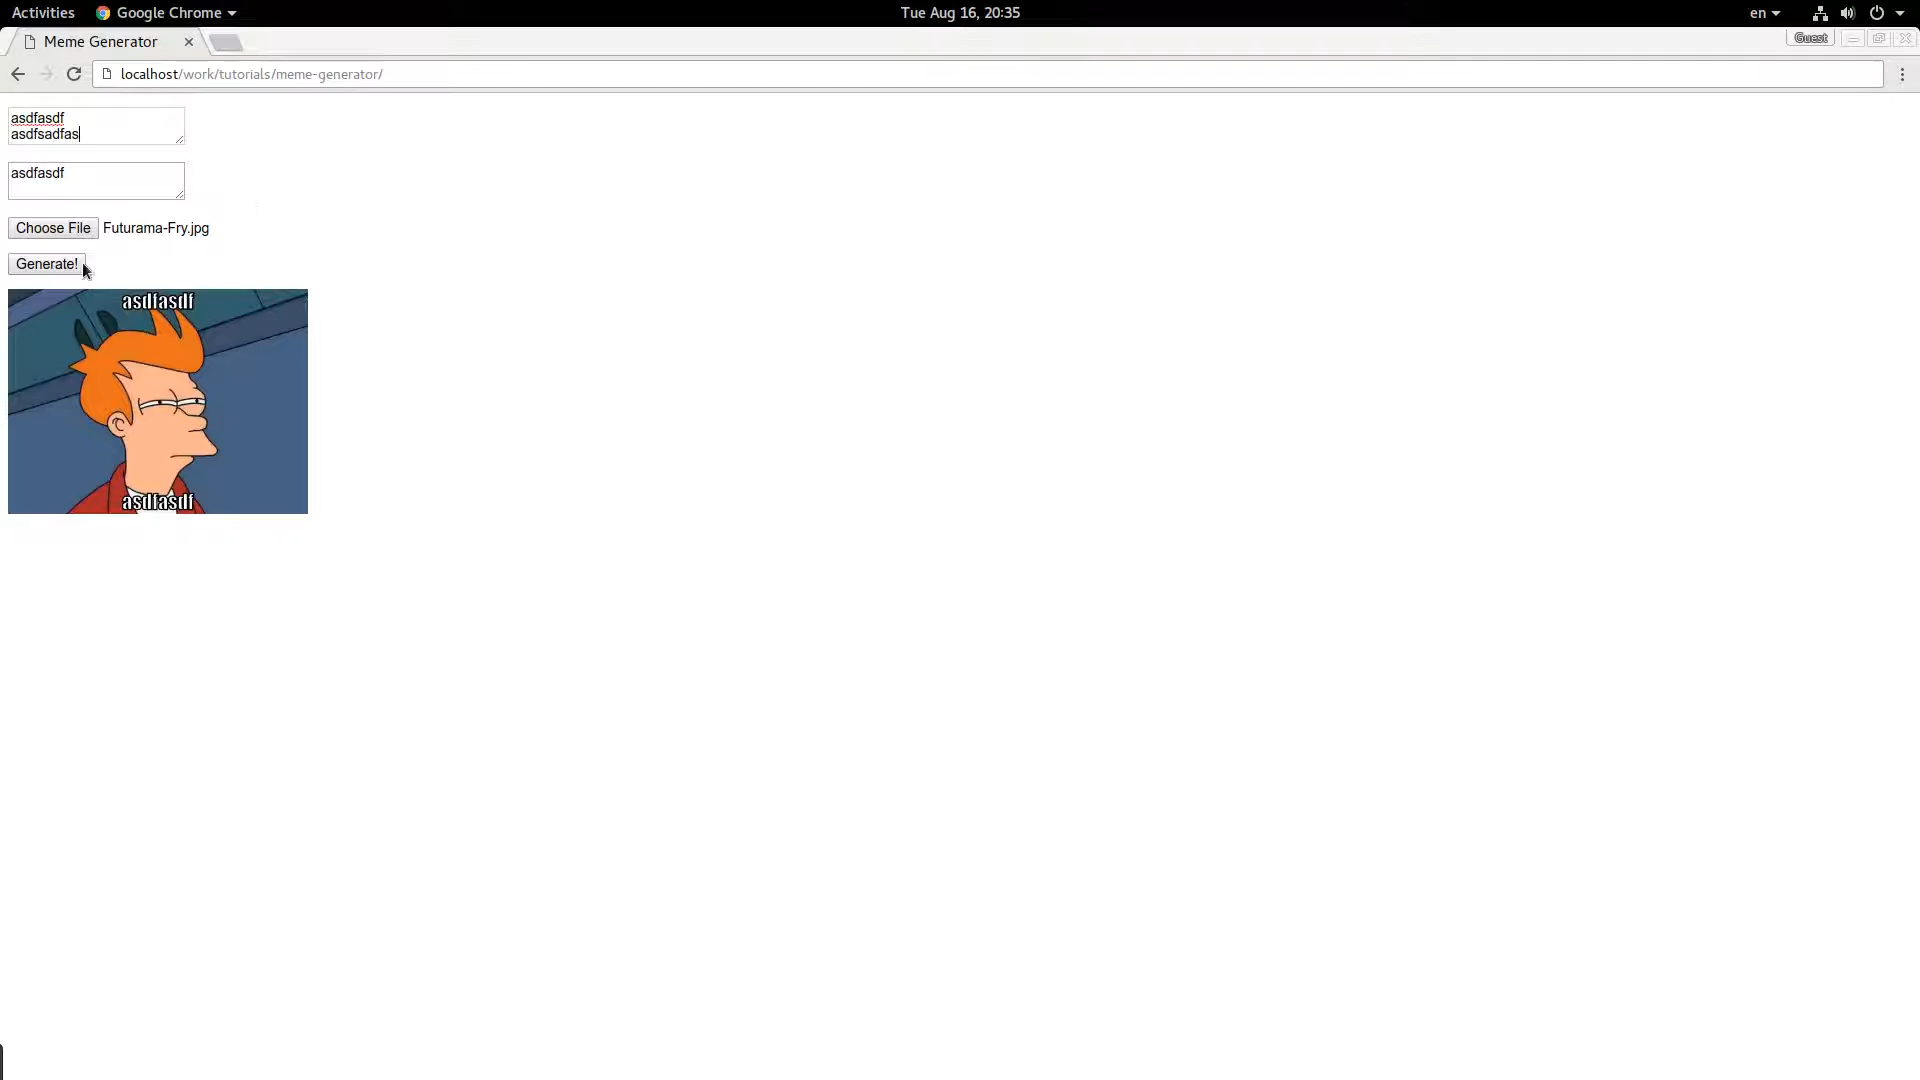 Activities Google Chrome Tue Aug 16, 20:35 en
Meme Generator Guest
localhost/work/tutorials/meme-generator/
asdfasdf
asdfsadfas
asdfasdf
Choose File Futurama-Fry.jpg
Generate!
asdfasdf
asdfasdf